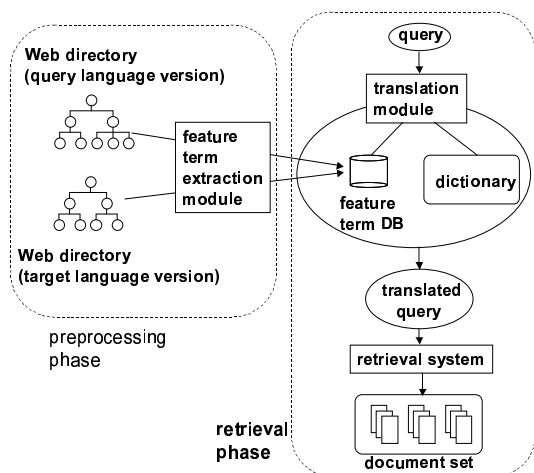 Web directory
(query language version)
feature
term
extraction
module
Web directory
(target language version)
preprocessing
phase
query
translation
module
feature
term DB
dictionary
translated
query
retrieval system
document set
retrieval
phase